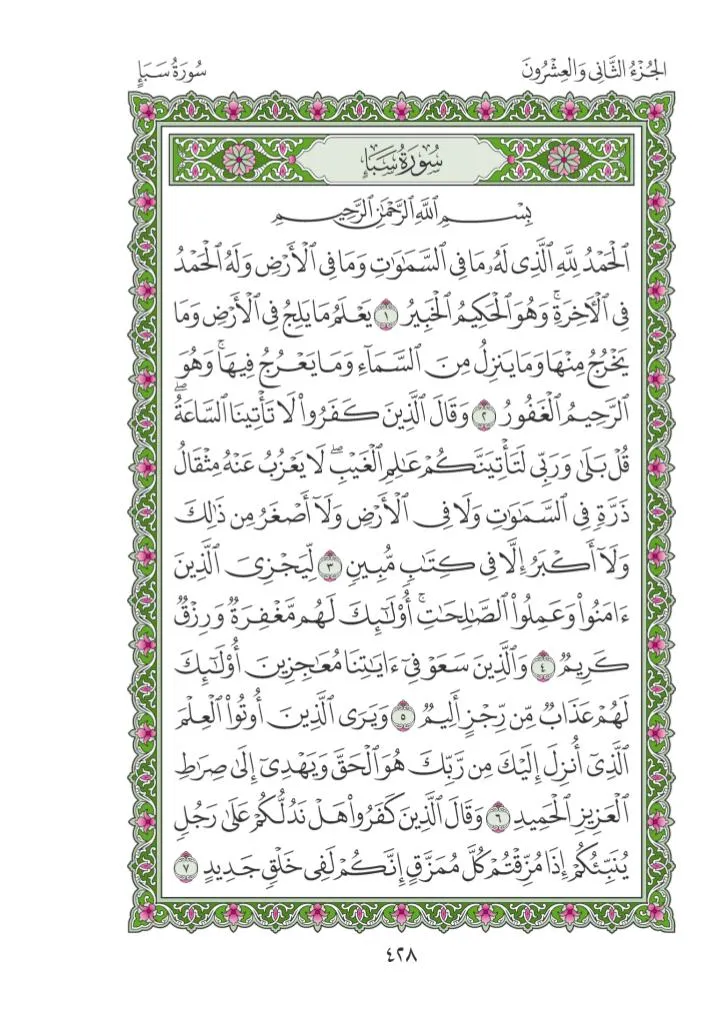 الجُزْءُ الثَّانِي وَالعِشْرُونَ
سُورَةُ سَبَإٍ
سُورَةُ سَبَإٍ
بِسْمِ ٱللَّهِ ٱلرَّحْمَٰنِ ٱلرَّحِيمِ
ٱلْحَمْدُ لِلَّهِ ٱلَّذِى لَهُۥ مَا فِى ٱلسَّمَٰوَٰتِ وَمَا فِى ٱلْأَرْضِ وَلَهُ ٱلْحَمْدُ
فِى ٱلْءَاخِرَةِۚ وَهُوَ ٱلْحَكِيمُ ٱلْخَبِيرُ ١ يَعْلَمُ مَا يَلِجُ فِى ٱلْأَرْضِ وَمَا
يَخْرُجُ مِنْهَا وَمَا يَنزِلُ مِنَ ٱلسَّمَآءِ وَمَا يَعْرُجُ فِيهَاۚ وَهُوَ
ٱلرَّحِيمُ ٱلْغَفُورُ ٢ وَقَالَ ٱلَّذِينَ كَفَرُوا۟ لَا تَأْتِينَا ٱلسَّاعَةُۖ
قُلْ بَلَىٰ وَرَبِّى لَتَأْتِيَنَّكُمْ عَٰلِمِ ٱلْغَيْبِۖ لَا يَعْزُبُ عَنْهُ مِثْقَالُ
ذَرَّةٍ فِى ٱلسَّمَٰوَٰتِ وَلَا فِى ٱلْأَرْضِ وَلَآ أَصْغَرُ مِن ذَٰلِكَ
وَلَآ أَكْبَرُ إِلَّا فِى كِتَٰبٍ مُّبِينٍ ٣ لِّيَجْزِىَ ٱلَّذِينَ
ءَامَنُوا۟ وَعَمِلُوا۟ ٱلصَّٰلِحَٰتِۚ أُو۟لَٰٓئِكَ لَهُم مَّغْفِرَةٌ وَرِزْقٌ
كَرِيمٌ ٤ وَٱلَّذِينَ سَعَوْ فِىٓ ءَايَٰتِنَا مُعَٰجِزِينَ أُو۟لَٰٓئِكَ
لَهُمْ عَذَابٌ مِّن رِّجْزٍ أَلِيمٌ ٥ وَيَرَى ٱلَّذِينَ أُوتُوا۟ ٱلْعِلْمَ
ٱلَّذِىٓ أُنزِلَ إِلَيْكَ مِن رَّبِّكَ هُوَ ٱلْحَقَّ وَيَهْدِىٓ إِلَىٰ صِرَٰطِ
ٱلْعَزِيزِ ٱلْحَمِيدِ ٦ وَقَالَ ٱلَّذِينَ كَفَرُوا۟ هَلْ نَدُلُّكُمْ عَلَىٰ رَجُلٍ
يُنَبِّئُكُمْ إِذَا مُزِّقْتُمْ كُلَّ مُمَزَّقٍ إِنَّكُمْ لَفِى خَلْقٍ جَدِيدٍ ٧
٤٢٨